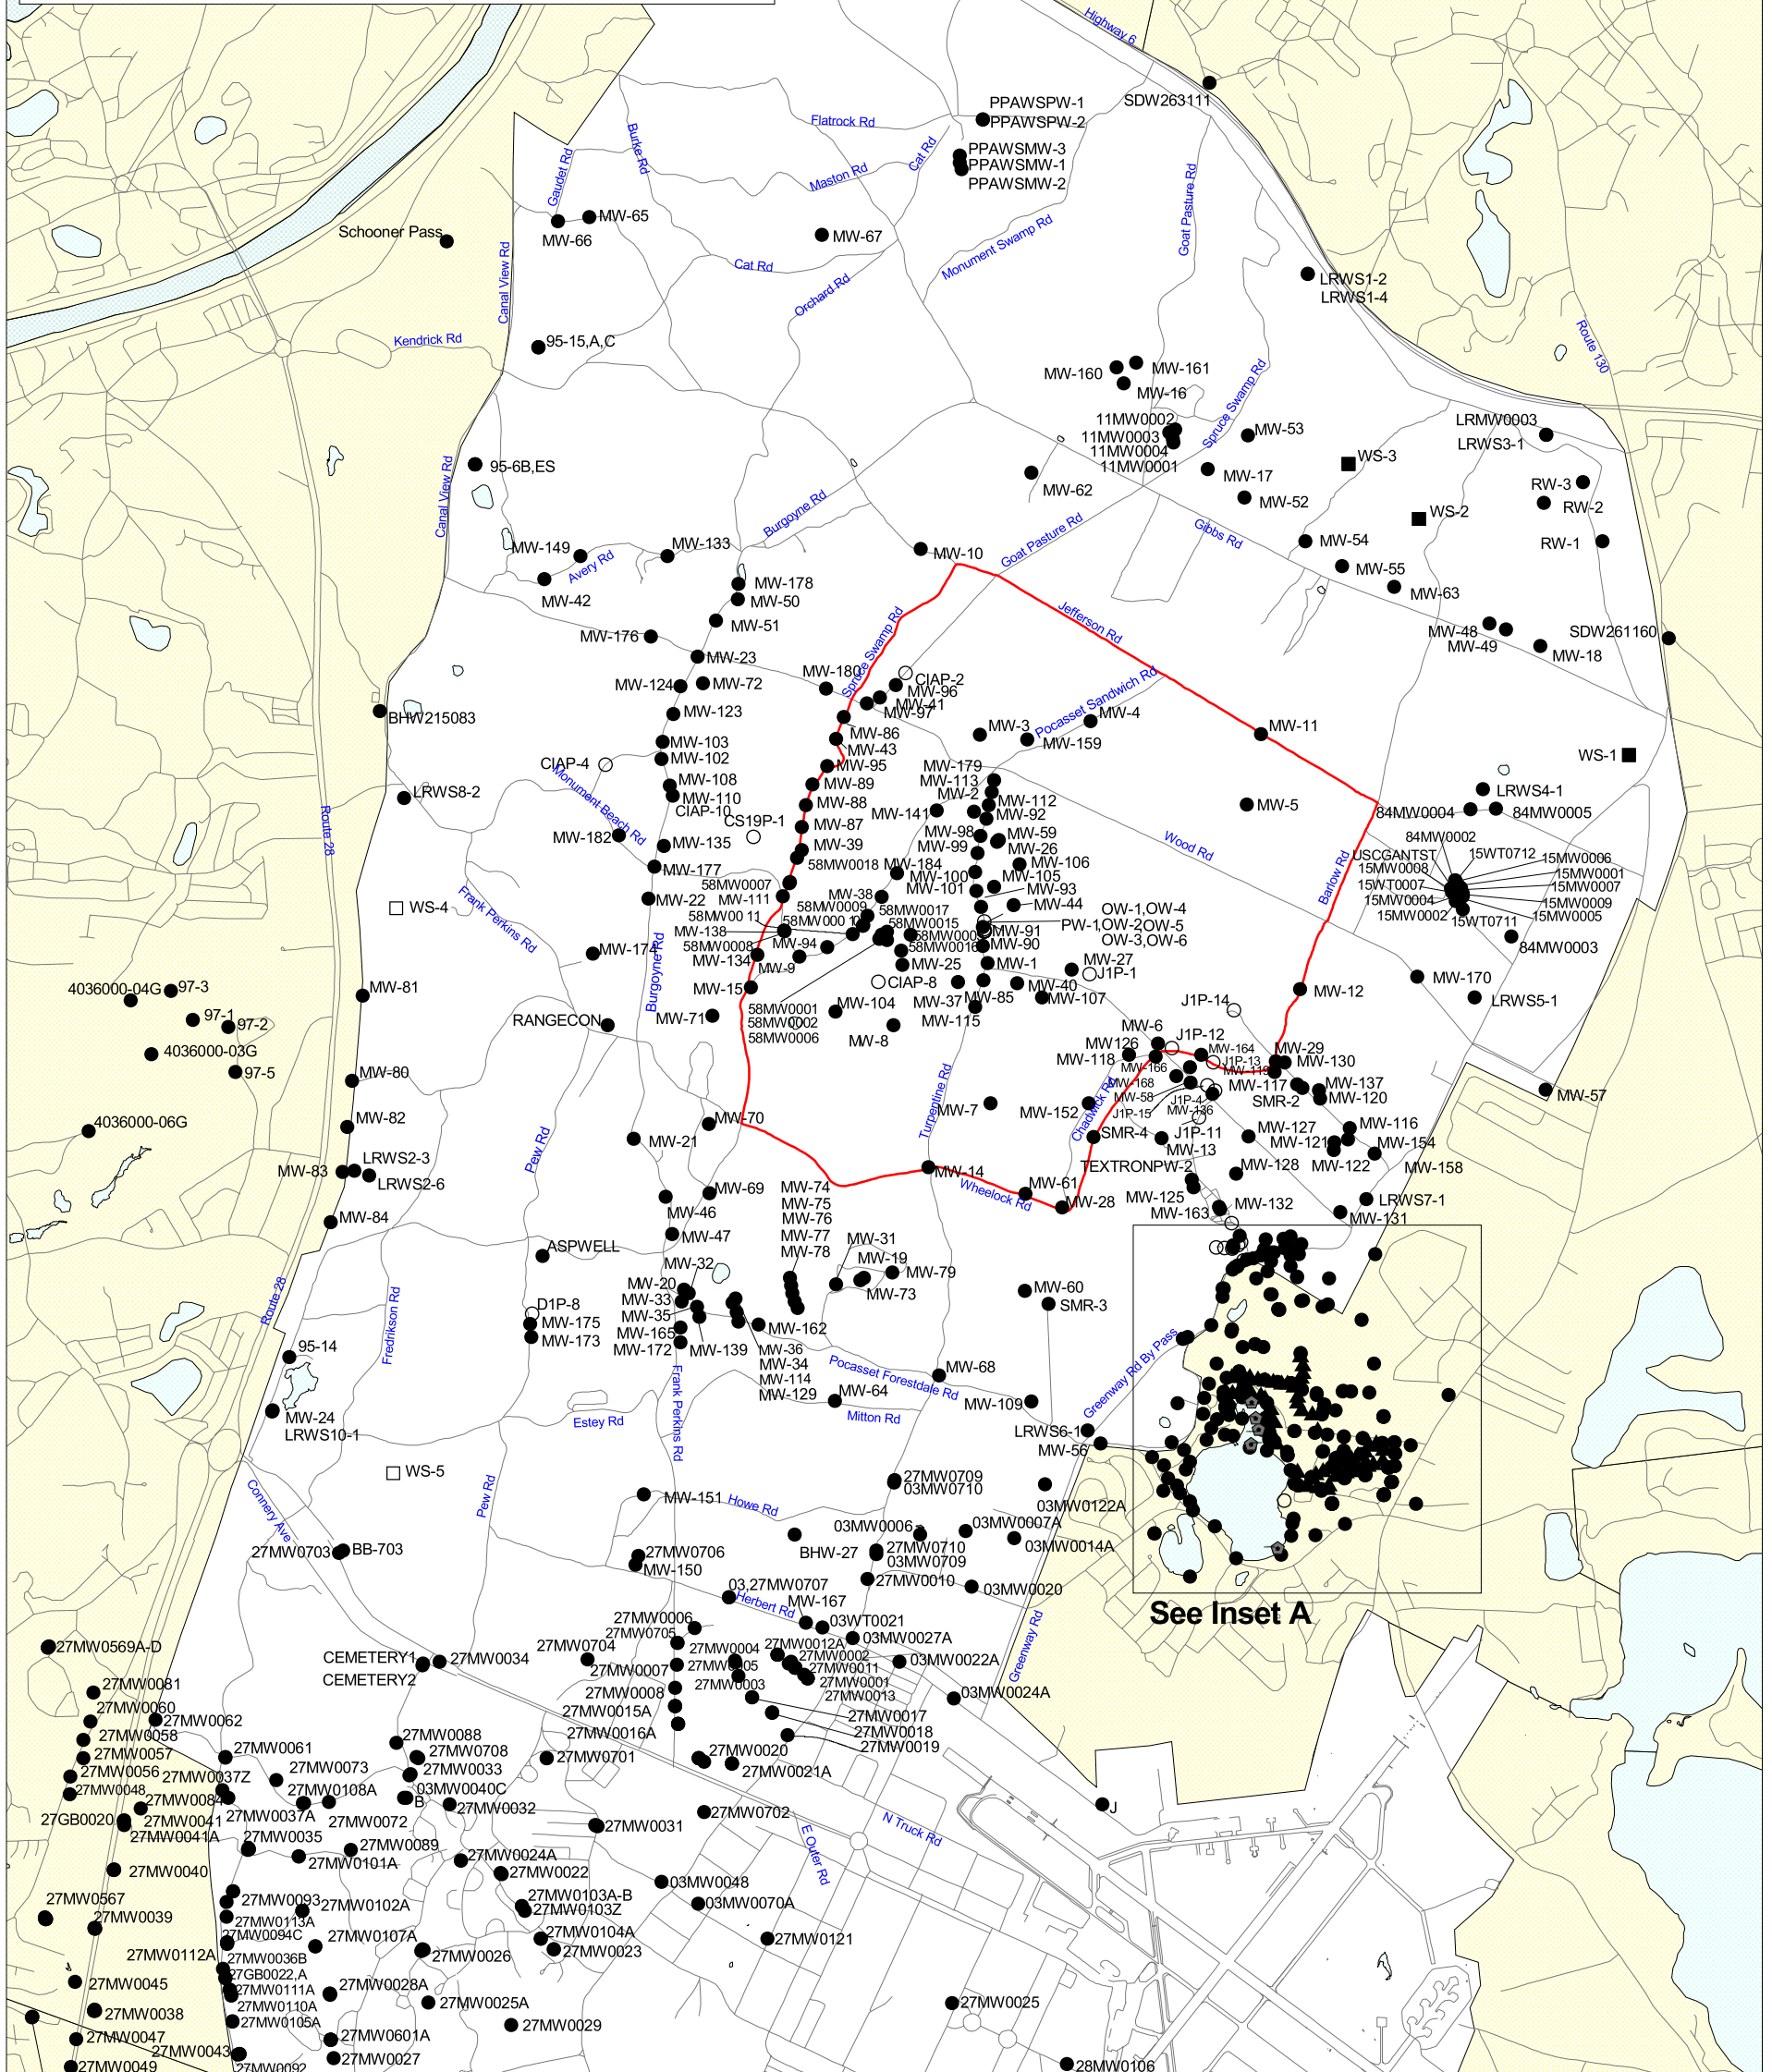 Highway 6
SDW263111
PPAWSPW-1
PPAWSPW-2
Flatrock Rd
Burke Rd
Cat Rd
PPAWSMW-3
PPAWSMW-1
PPAWSMW-2
Gaudet Rd
Maston Rd
Goat Pasture Rd
MW-65
MW-66
Schooner Pass
MW-67
Monument Swamp Rd
Canal View Rd
Cat Rd
Orchard Rd
LRWS1-2
LRWS1-4
Route 130
Kendrick Rd
95-15,A,C
MW-160
MW-161
MW-16
Spruce Swamp Rd
11MW0002
11MW0003
11MW0004
11MW0001
MW-53
LRMW0003
LRWS3-1
WS-3
95-6B,ES
MW-17
MW-62
MW-52
RW-3
RW-2
WS-2
Canal View Rd
Burgoyne Rd
Goat Pasture Rd
Gibbs Rd
MW-54
RW-1
MW-149
MW-133
MW-10
Avery Rd
MW-55
MW-42
MW-178
MW-63
MW-50
Jefferson Rd
MW-51
Spruce Swamp Rd
MW-176
MW-48
MW-49
SDW261160
MW-18
MW-23
MW-180
CIAP-2
MW-124
MW-72
MW-96
MW-41
MW-97
Pocasset Sandwich Rd
BHW215083
MW-123
MW-3
MW-4
MW-86
MW-159
MW-11
MW-103
MW-43
MW-102
CIAP-4
MW-95
MW-179
WS-1
Monument Beach Rd
MW-108
MW-89
MW-113
LRWS8-2
MW-110
MW-88
MW-2
MW-112
MW-5
LRWS4-1
CIAP-10
MW-141
MW-92
84MW0004
84MW0005
Route 28
CS19P-1
MW-87
MW-98
MW-59
MW-182
MW-135
MW-39
MW-99
MW-26
Wood Rd
84MW0002
USCGANTST
15WT0712
15MW0006
58MW0018
MW-184
MW-106
15MW0008
15MW0001
MW-177
MW-100
MW-105
Barlow Rd
15WT0007
15MW0007
58MW0007
MW-101
MW-93
15MW0004
15MW0009
MW-111
MW-38
MW-22
58MW0009
MW-44
15MW0002
15WT0711
15MW0005
WS-4
Frank Perkins Rd
58MW00 11
58MW000
58MW0017
58MW0015
OW-1,OW-4
PW-1,OW-2,OW-5
OW-3,OW-6
MW-138
MW-91
84MW0003
58MW0008
MW-94
58MW0016
MW-90
MW-174
MW-134
MW-9
MW-25
MW-1
MW-27
J1P-1
MW-170
Burgoyne Rd
CIAP-8
MW-40
MW-81
MW-15
MW-37
MW-85
MW-107
MW-12
LRWS5-1
4036000-04G
97-3
97-1
97-2
RANGECON
MW-71
58MW0001
58MW0002
58MW0006
MW-104
MW-115
J1P-14
MW-8
MW-6
J1P-12
MW126
MW-164
MW-29
4036000-03G
MW-118
MW-166
J1P-13
MW-119
MW-130
97-5
MW-80
MW-168
MW-117
MW-137
MW-58
MW-57
Turpentine Rd
MW-7
MW-152
J1P-4
J1P-15
MW-136
SMR-2
MW-120
4036000-06G
MW-82
MW-70
Chadwick Rd
SMR-4
J1P-11
MW-127
MW-116
MW-21
MW-13
MW-121
MW-154
Pew Rd
MW-122
LRWS2-3
MW-83
LRWS2-6
MW-14
TEXTRONPW-2
MW-128
MW-158
MW-74
MW-75
MW-76
MW-77
MW-78
MW-69
Wheelock Rd
MW-61
MW-125
LRWS7-1
MW-46
MW-28
MW-163
MW-132
MW-84
MW-131
MW-47
MW-31
ASPWELL
MW-19
MW-32
MW-79
MW-20
MW-73
MW-60
Route 28
Fredrikson Rd
D1P-8
MW-33
SMR-3
MW-175
MW-35
MW-173
MW-165
MW-162
MW-172
MW-139
95-14
MW-36
MW-34
MW-114
MW-129
Pocasset Forestdale Rd
MW-68
Greenway Rd By Pass
MW-64
MW-109
Mitton Rd
MW-24
LRWS10-1
Estey Rd
Frank Perkins Rd
LRWS6-1
MW-56
WS-5
Connery Ave
Pew Rd
27MW0709
03MW0710
MW-151
Howe Rd
03MW0122A
03MW0006
03MW0007A
27MW0703
BB-703
27MW0706
BHW-27
27MW0710
03MW0709
03MW0014A
MW-150
27MW0010
03MW0020
03,27MW0707
Herbert Rd
MW-167
See Inset A
27MW0006
03WT0021
27MW0569A-D
27MW0705
03MW0027A
Greenway Rd
CEMETERY1
CEMETERY2
27MW0034
27MW0704
27MW0004
27MW0012A
27MW0002
03MW0022A
27MW0007
27MW0005
27MW0011
27MW0081
27MW0003
27MW0001
27MW0008
27MW0013
03MW0024A
27MW0060
27MW0062
27MW0015A
27MW0017
27MW0058
27MW0088
27MW0016A
27MW0018
27MW0057
27MW0061
27MW0708
27MW0701
27MW0020
27MW0019
27MW0056
27MW0037Z
27MW0073
27MW0033
27MW0021A
27MW0048
27MW0084
27MW0108A
03MW0040C
B
J
27GB0020
27MW0041
27MW0037A
27MW0072
27MW0032
27MW0702
27MW0041A
27MW0035
27MW0089
27MW0031
N Truck Rd
27MW0040
27MW0101A
27MW0024A
E Outer Rd
27MW0022
03MW0048
27MW0567
27MW0093
27MW0102A
27MW0103A-B
27MW0103Z
03MW0070A
27MW0039
27MW0113A
27MW0094C
27MW0107A
27MW0104A
27MW0121
27MW0112A
27MW0036B
27MW0026
27MW0023
27GB0022,A
27MW0045
27MW0111A
27MW0028A
27MW0110A
27MW0025A
27MW0025
27MW0038
27MW0105A
27MW0029
27MW0047
27MW0043
27MW0601A
27MW0049
27MW0092
27MW0027
28MW0106